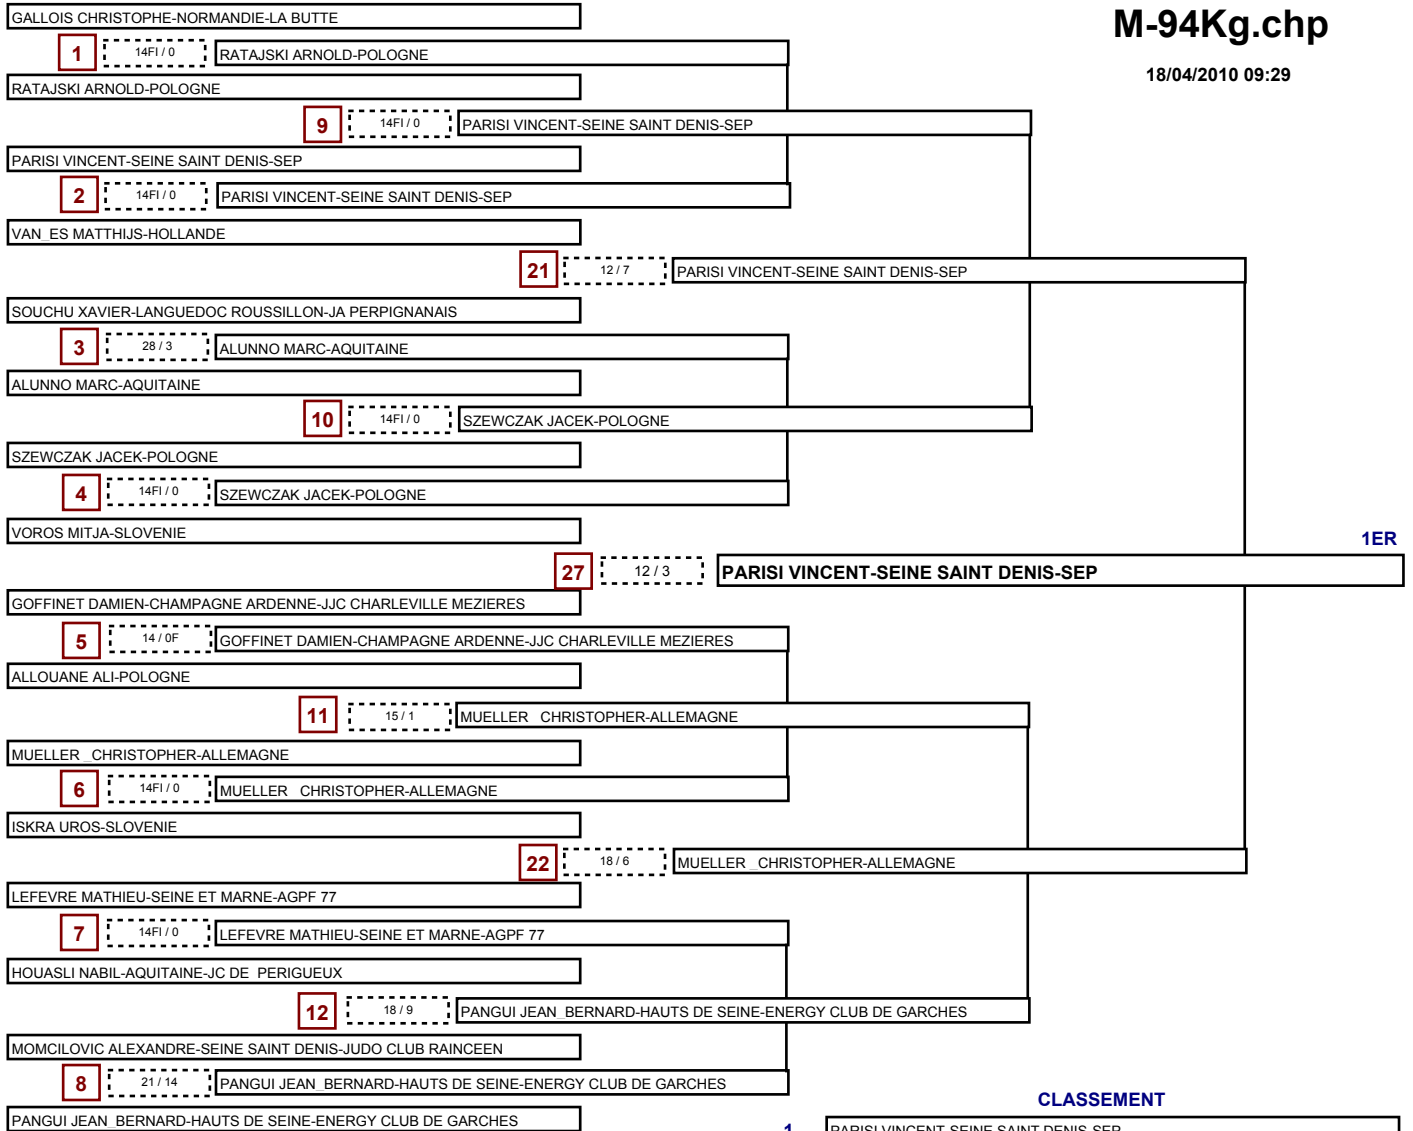 GALLOIS CHRISTOPHE-NORMANDIE-LA BUTTE
M-94Kg.chp
1 14FI / 0 RATAJSKI ARNOLD-POLOGNE
18/04/2010 09:29
RATAJSKI ARNOLD-POLOGNE
9 14FI / 0 PARISI VINCENT-SEINE SAINT DENIS-SEP
PARISI VINCENT-SEINE SAINT DENIS-SEP
2 14FI / 0 PARISI VINCENT-SEINE SAINT DENIS-SEP
VAN_ES MATTHIJS-HOLLANDE
21 12 / 7 PARISI VINCENT-SEINE SAINT DENIS-SEP
SOUCHU XAVIER-LANGUEDOC ROUSSILLON-JA PERPIGNANAIS
3 28 / 3 ALUNNO MARC-AQUITAINE
ALUNNO MARC-AQUITAINE
10 14FI / 0 SZEWCZAK JACEK-POLOGNE
SZEWCZAK JACEK-POLOGNE
4 14FI / 0 SZEWCZAK JACEK-POLOGNE
VOROS MITJA-SLOVENIE
1ER
27 12 / 3 PARISI VINCENT-SEINE SAINT DENIS-SEP
GOFFINET DAMIEN-CHAMPAGNE ARDENNE-JJC CHARLEVILLE MEZIERES
5 14 / 0F GOFFINET DAMIEN-CHAMPAGNE ARDENNE-JJC CHARLEVILLE MEZIERES
ALLOUANE ALI-POLOGNE
11 15 / 1 MUELLER CHRISTOPHER-ALLEMAGNE
MUELLER _CHRISTOPHER-ALLEMAGNE
6 14FI / 0 MUELLER CHRISTOPHER-ALLEMAGNE
ISKRA UROS-SLOVENIE
22 18 / 6 MUELLER _CHRISTOPHER-ALLEMAGNE
LEFEVRE MATHIEU-SEINE ET MARNE-AGPF 77
7 14FI / 0 LEFEVRE MATHIEU-SEINE ET MARNE-AGPF 77
HOUASLI NABIL-AQUITAINE-JC DE PERIGUEUX
12 18 / 9 PANGUI JEAN_BERNARD-HAUTS DE SEINE-ENERGY CLUB DE GARCHES
MOMCILOVIC ALEXANDRE-SEINE SAINT DENIS-JUDO CLUB RAINCEEN
8 21 / 14 PANGUI JEAN_BERNARD-HAUTS DE SEINE-ENERGY CLUB DE GARCHES
CLASSEMENT
PANGUI JEAN_BERNARD-HAUTS DE SEINE-ENERGY CLUB DE GARCHES
1 PARISI VINCENT-SEINE SAINT DENIS-SEP